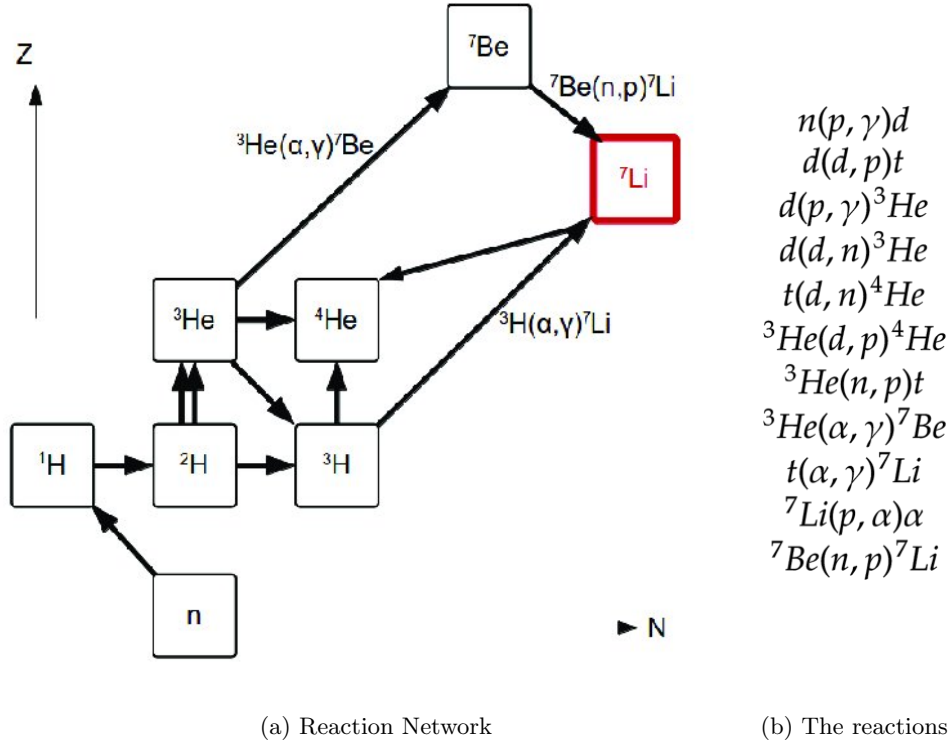 Z
⁷Be
⁷Be(n,p)⁷Li
³He(α,γ)⁷Be
⁷Li
³He
⁴He
³H(α,γ)⁷Li
¹H
²H
³H
n
N
(a) Reaction Network
n(p, γ)d
d(d, p)t
d(p, γ)³He
d(d, n)³He
t(d, n)⁴He
³He(d, p)⁴He
³He(n, p)t
³He(α, γ)⁷Be
t(α, γ)⁷Li
⁷Li(p, α)α
⁷Be(n, p)⁷Li
(b) The reactions